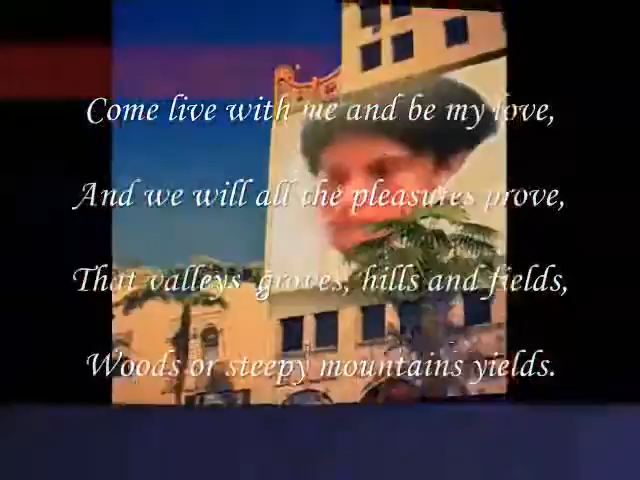 Come live with me and be my love,
And we will all the pleasures prove,
That valleys, groves, hills and fields,
Woods or steepy mountains yields.